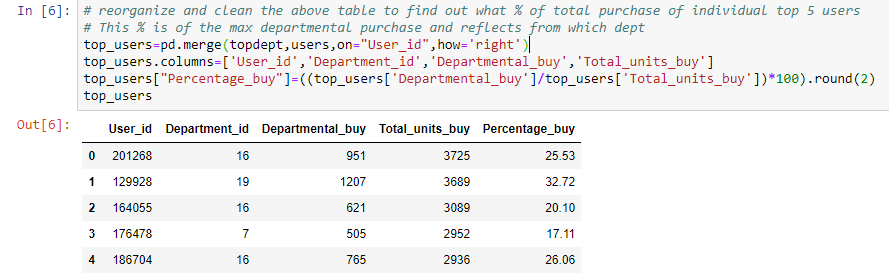 In [6]: # reorganize and clean the above table to find out what % of total purchase of individual top 5 users
# This % is of the max departmental purchase and reflects from which dept
top_users=pd.merge(topdept,users,on="User_id",how='right')
top_users.columns=['User_id','Department_id','Departmental_buy','Total_units_buy']
top_users["Percentage_buy"]=((top_users['Departmental_buy']/top_users['Total_units_buy'])*100).round(2)
top_users
Out[6]:
User_id Department_id Departmental_buy Total_units_buy Percentage_buy
0 201268 16 951 3725 25.53
1 129928 19 1207 3689 32.72
2 164055 16 621 3089 20.10
3 176478 7 505 2952 17.11
4 186704 16 765 2936 26.06